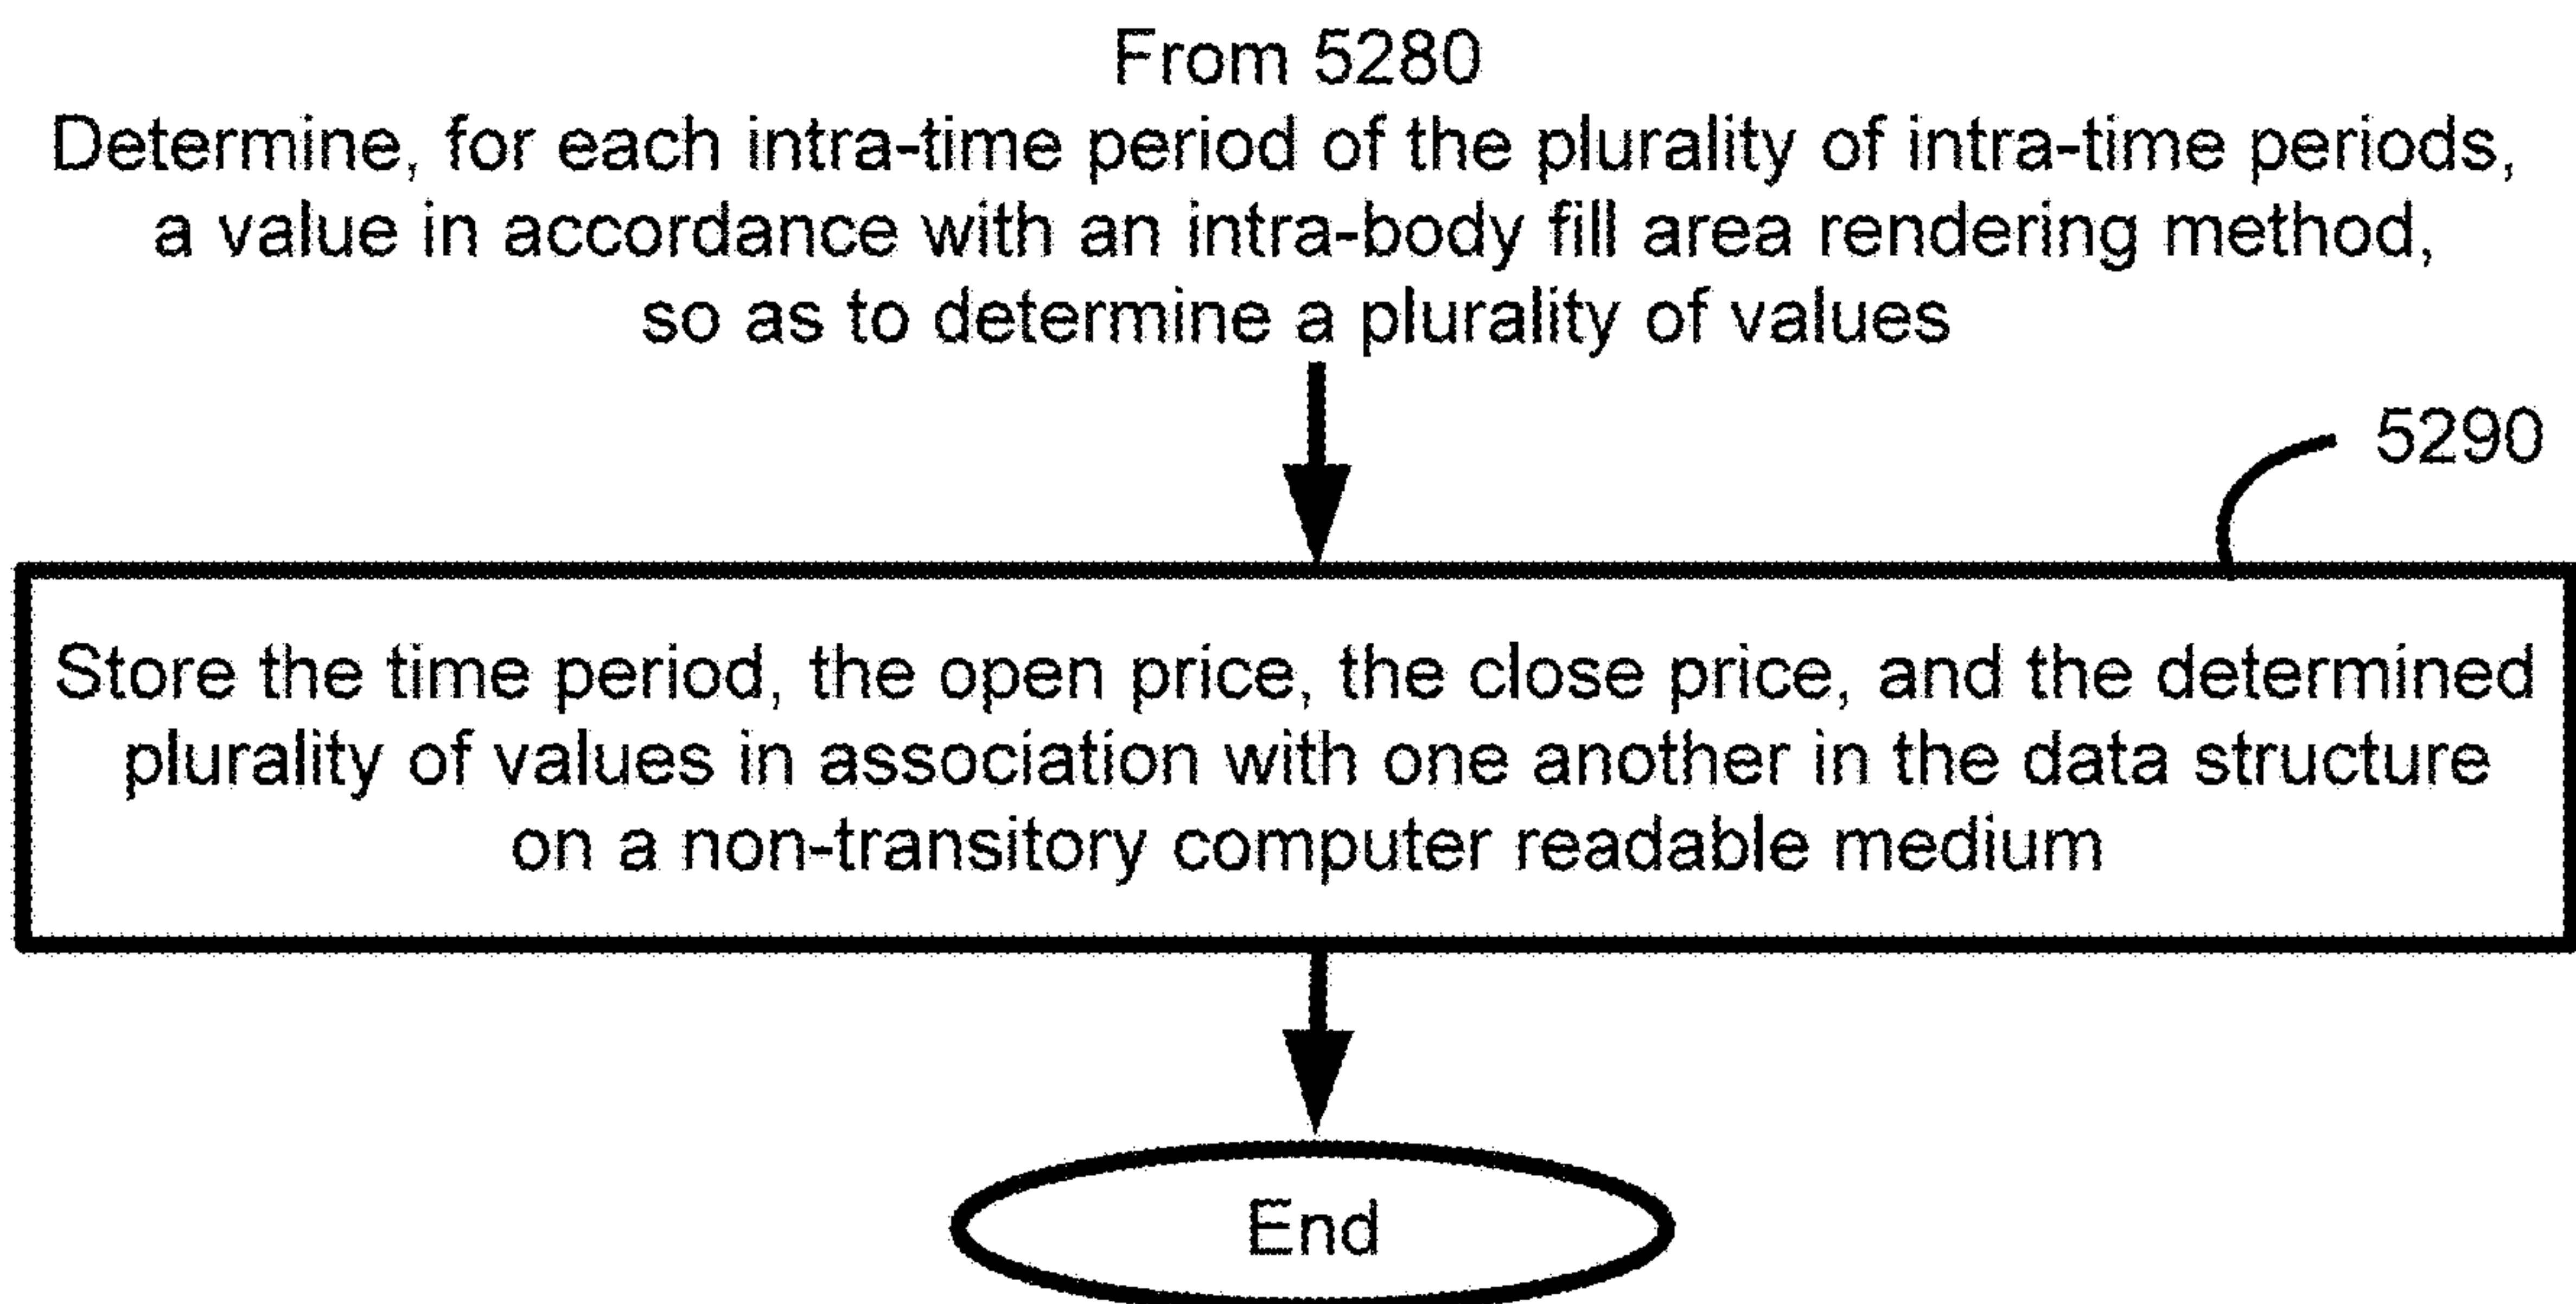 From 5280
Determine, for each intra-time period of the plurality of intra-time periods,
a value in accordance with an intra-body fill area rendering method,
so as to determine a plurality of values
5290
Store the time period, the open price, the close price, and the determined
plurality of values in association with one another in the data structure
on a non-transitory computer readable medium
End